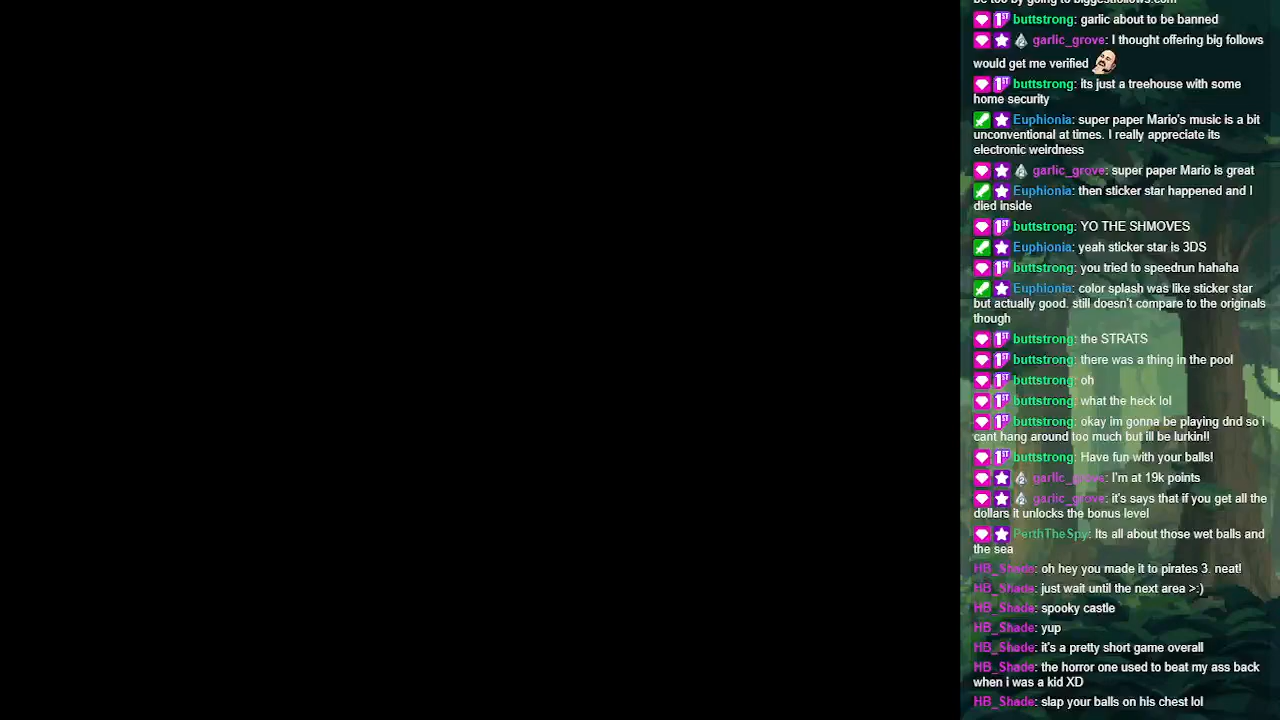 be too by going to biggestfollows.com
buttstrong: garlic about to be banned
garlic_grove: I thought offering big follows
would get me verified
buttstrong: its just a treehouse with some
home security
Euphionia: super paper Mario's music is a bit
unconventional at times. I really appreciate its
electronic weirdness
garlic_grove: super paper Mario is great
Euphionia: then sticker star happened and I
died inside
buttstrong: YO THE SHMOVES
Euphionia: yeah sticker star is 3DS
buttstrong: you tried to speedrun hahaha
Euphionia: color splash was like sticker star
but actually good. still doesn't compare to the originals
though
buttstrong: the STRATS
buttstrong: there was a thing in the pool
buttstrong: oh
buttstrong: what the heck lol
buttstrong: okay im gonna be playing dnd so i
cant hang around too much but ill be lurkin!!
buttstrong: Have fun with your balls!
garlic_grove: I'm at 19k points
garlic_grove: it's says that if you get all the
dollars it unlocks the bonus level
PerthTheSpy: Its all about those wet balls and
the sea
HB_Shade: oh hey you made it to pirates 3. neat!
HB_Shade: just wait until the next area >:)
HB_Shade: spooky castle
HB_Shade: yup
HB_Shade: it's a pretty short game overall
HB_Shade: the horror one used to beat my ass back
when i was a kid XD
HB_Shade: slap your balls on his chest lol